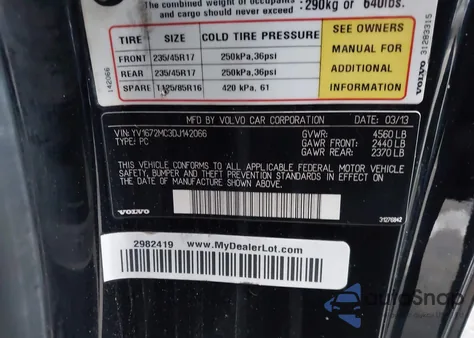 The combined weight of occupants
and cargo should never exceed :290kg or 640lbs.
TIRE SIZE COLD TIRE PRESSURE
FRONT 235/45R17 250kPa,36psi
REAR 235/45R17 250kPa,36psi
SPARE T125/85R16 420 kPa, 61
SEE OWNERS
MANUAL FOR
ADDITIONAL
INFORMATION
142066
VOLVO 31283315
MFD BY VOLVO CAR CORPORATION DATE: 03/13
VIN: YV1672MC3DJ142066 GVWR: 4560 LB
TYPE: PC GAWR FRONT: 2440 LB
GAWR REAR: 2370 LB
THIS VEHICLE CONFORMS TO ALL APPLICABLE FEDERAL MOTOR VEHICLE
SAFETY, BUMPER AND THEFT PREVENTION STANDARDS IN EFFECT ON THE
DATE OF MANUFACTURE SHOWN ABOVE.
VOLVO 31276842
2982419 www.MyDealerLot.com.
autoSnap